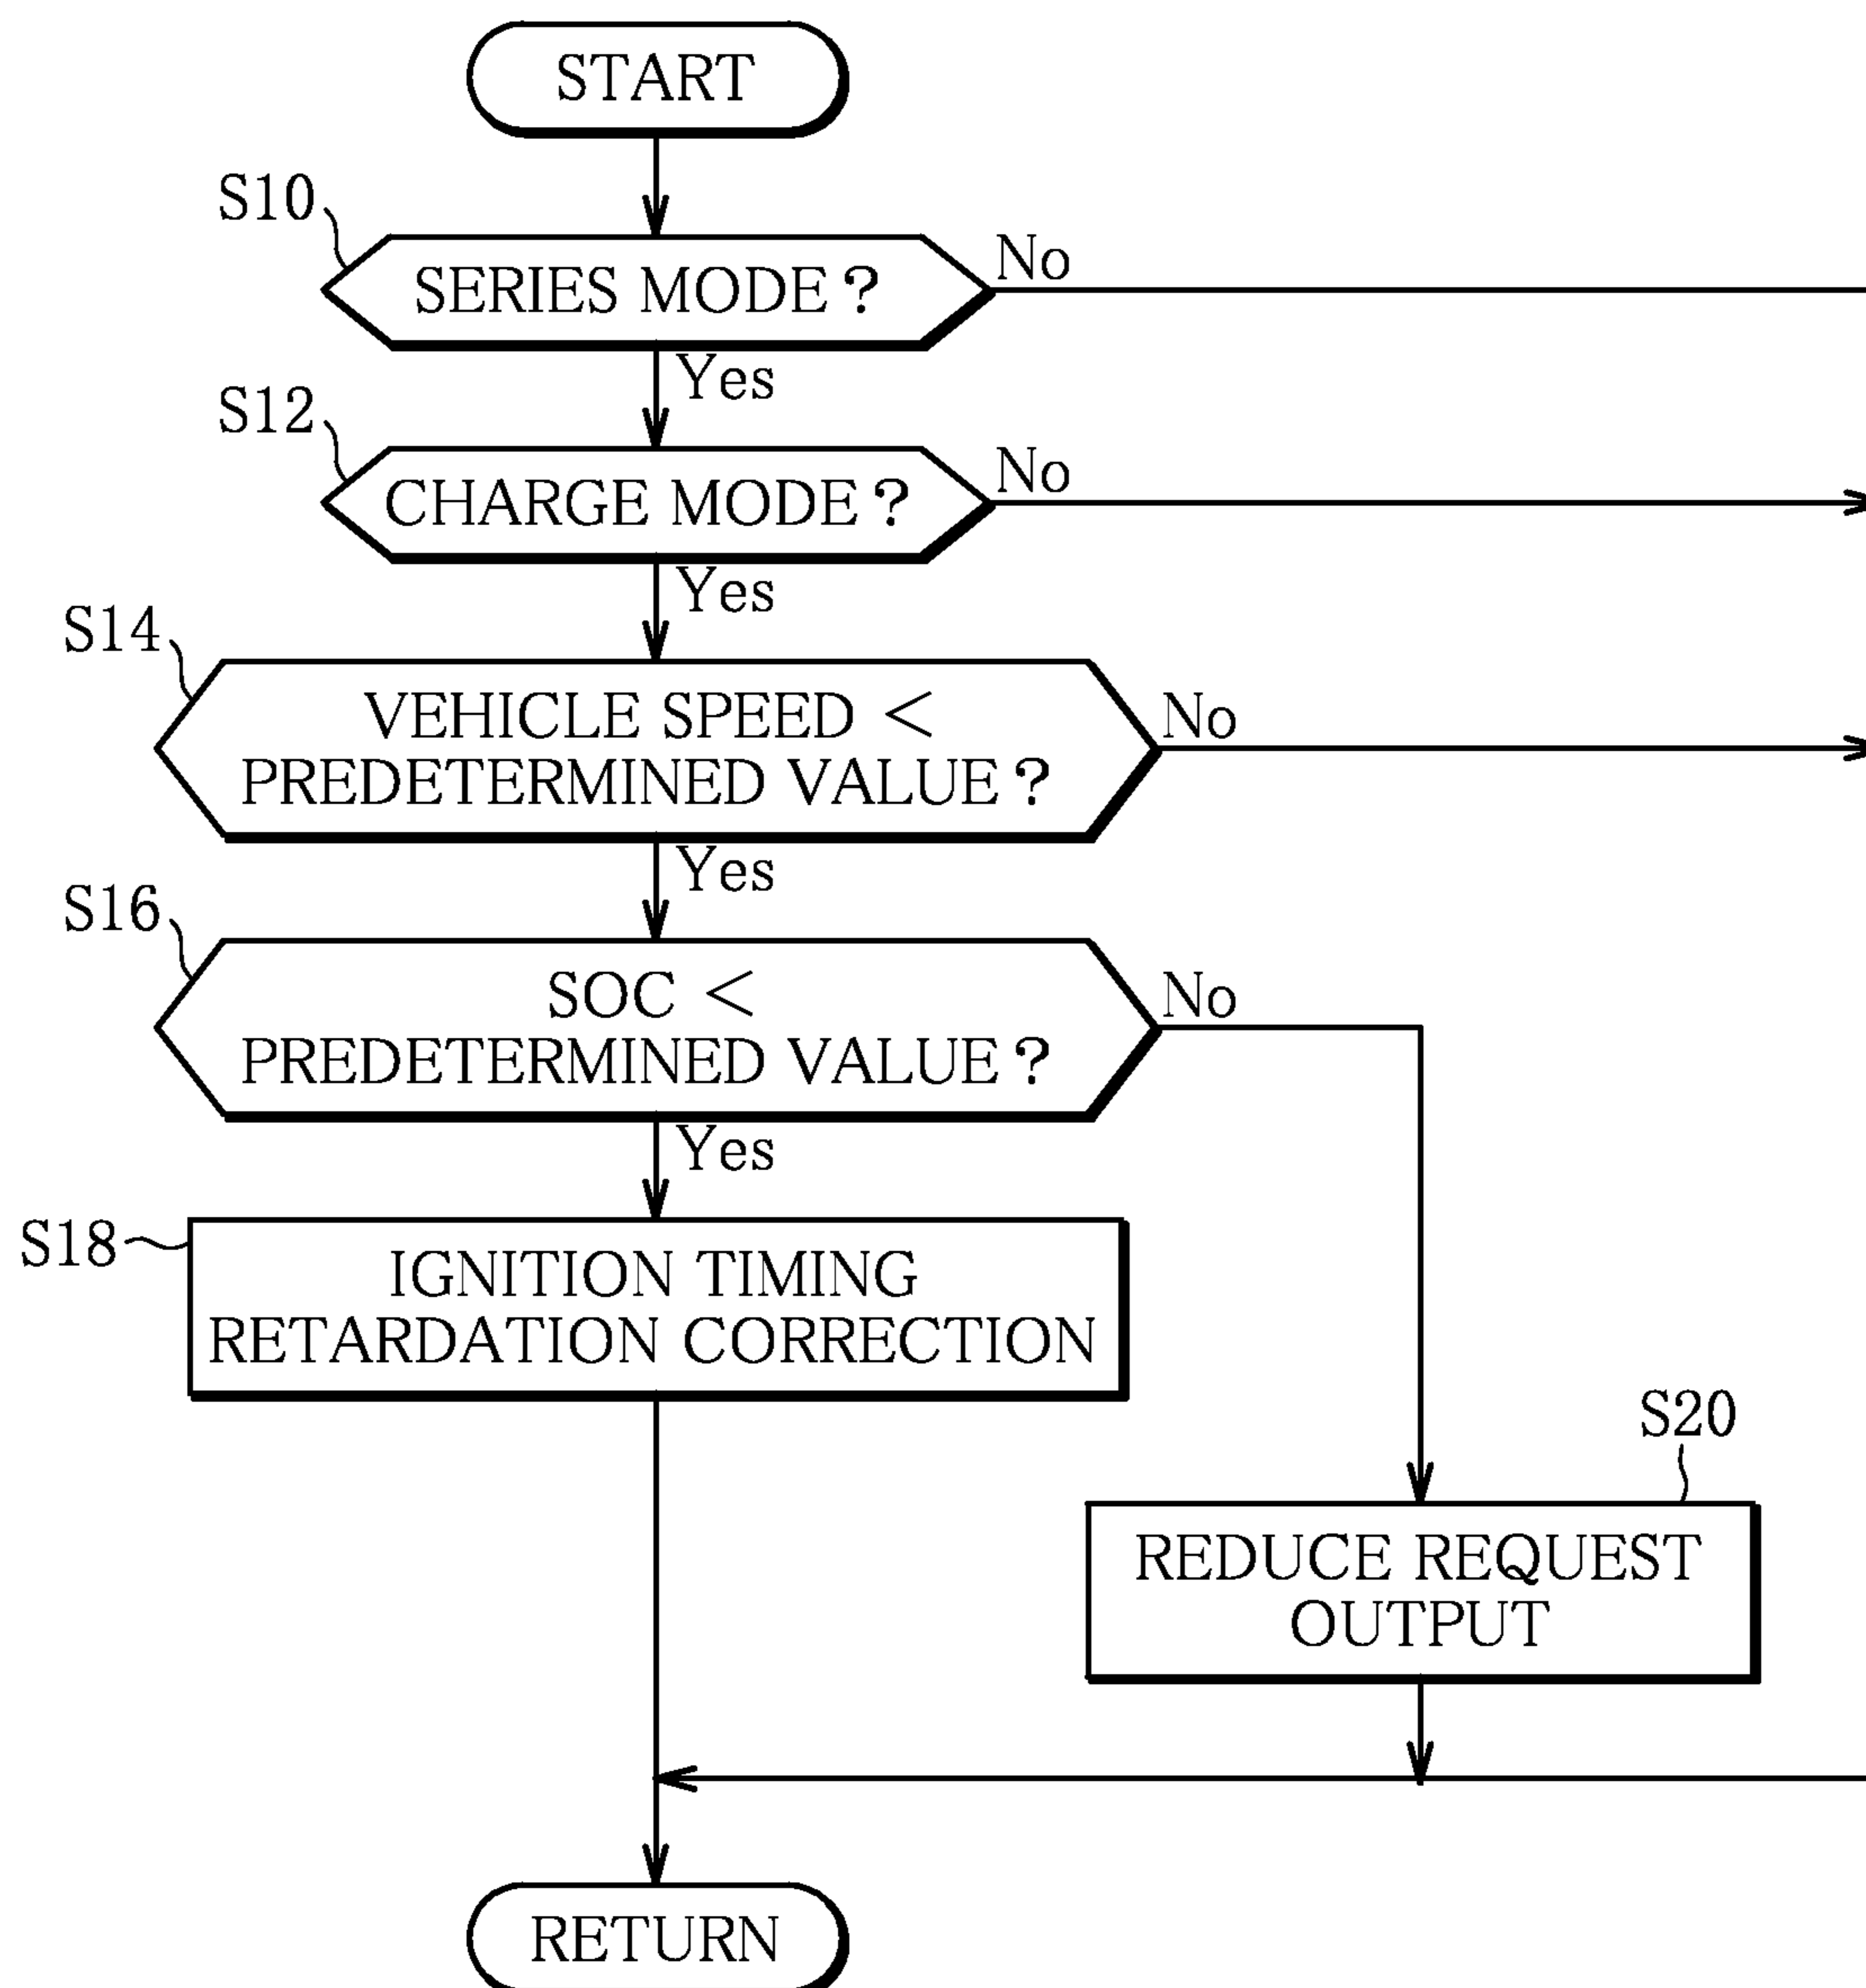 START
S10
SERIES MODE?
No
Yes
S12
CHARGE MODE?
No
Yes
S14
VEHICLE SPEED <
PREDETERMINED VALUE?
No
Yes
S16
SOC <
PREDETERMINED VALUE?
No
Yes
S18
IGNITION TIMING
RETARDATION CORRECTION
S20
REDUCE REQUEST
OUTPUT
RETURN